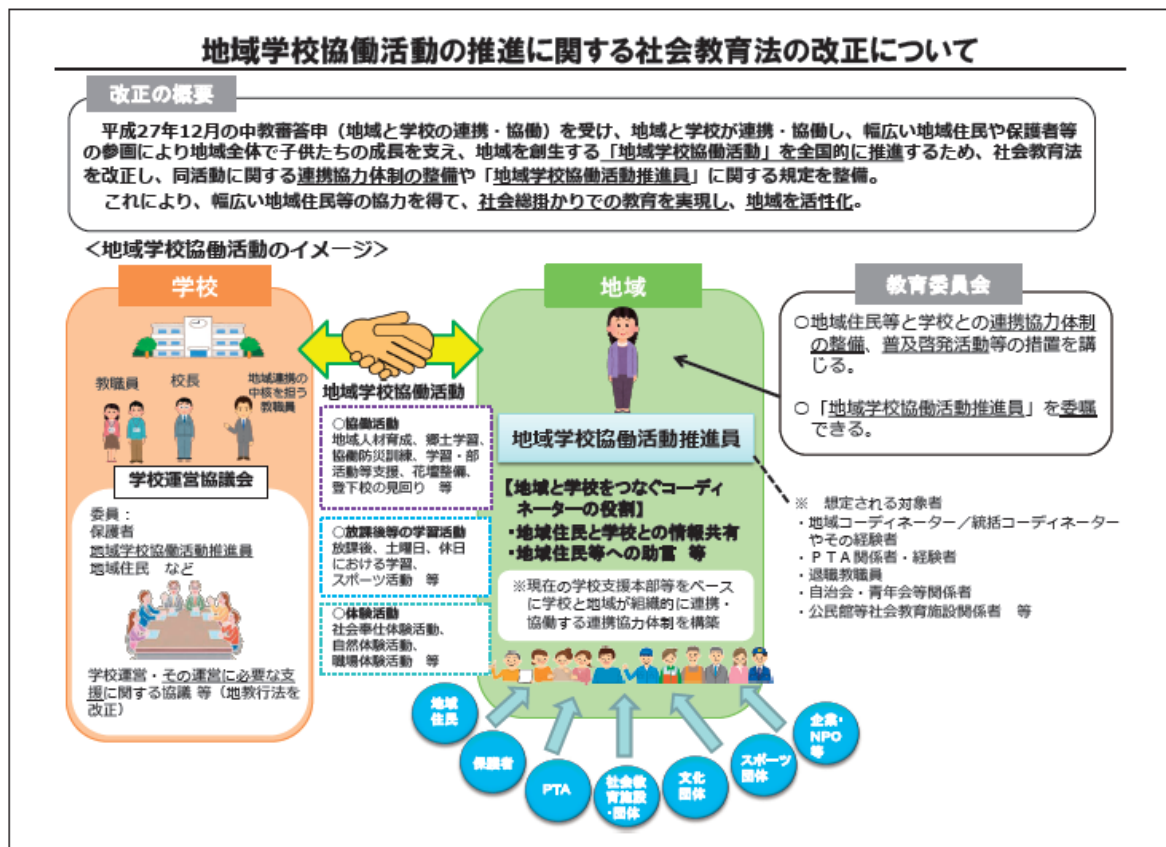 地域学校協働活動の推進に関する社会教育法の改正について
改正の概要
平成27年12月の中教審答申（地域と学校の連携・協働）を受け、地域と学校が連携・協働し、幅広い地域住民や保護者等
の参画により地域全体で子供たちの成長を支え、地域を創生する「地域学校協働活動」を全国的に推進するため、社会教育法
を改正し、同活動に関する連携協力体制の整備や「地域学校協働活動推進員」に関する規定を整備。
これにより、幅広い地域住民等の協力を得て、社会総掛かりでの教育を実現し、地域を活性化。
＜地域学校協働活動のイメージ＞
学校
教職員
校長
地域連携の
中核を担う
教職員
学校運営協議会
委員：
保護者
地域学校協働活動推進員
地域住民　など
学校運営・その運営に必要な支
援に関する協議 等（地教行法を
改正）
地域学校協働活動
○協働活動
地域人材育成、郷土学習、
協働防災訓練、学習・部
活動等支援、花壇整備、
登下校の見回り　等
○放課後等の学習活動
放課後、土曜日、休日
における学習、
スポーツ活動　等
○体験活動
社会奉仕体験活動、
自然体験活動、
職場体験活動　等
地域
地域学校協働活動推進員
【地域と学校をつなぐコーディ
ネーターの役割】
・地域住民と学校との情報共有
・地域住民等への助言　等
※現在の学校支援本部等をベース
に学校と地域が組織的に連携・
協働する連携協力体制を構築
地域
住民
保護者
PTA
社会教
育施設
・団体
文化
団体
スポーツ
団体
企業・
NPO
等
教育委員会
○地域住民等と学校との連携協力体制
の整備、普及啓発活動等の措置を講
じる。
○「地域学校協働活動推進員」を委嘱
できる。
※　想定される対象者
・地域コーディネーター／統括コーディネーター
やその経験者
・ＰＴＡ関係者・経験者
・退職教職員
・自治会・青年会等関係者
・公民館等社会教育施設関係者　等